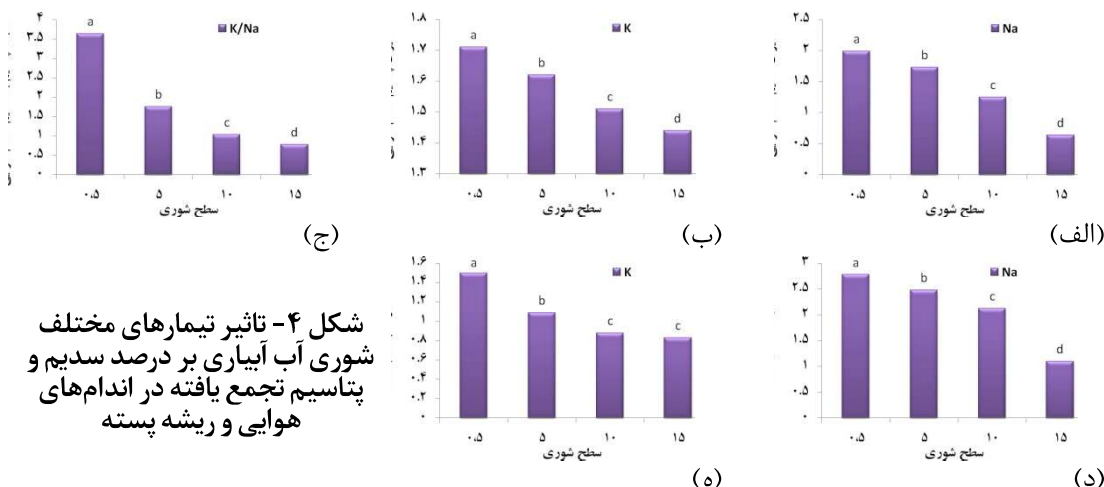 Na
۲.۵
۲
۱.۵
۱
۰.۵
۰
a
b
c
d
۰.۵ ۵ ۱۰ ۱۵
سطح شوری
(الف)
K
۱.۸
۱.۷
۱.۶
۱.۵
۱.۴
۱.۳
a
b
c
d
۰.۵ ۵ ۱۰ ۱۵
سطح شوری
(ب)
K/Na
۴
۳.۵
۳
۲.۵
۲
۱.۵
۱
۰.۵
۰
a
b
c
d
۰.۵ ۵ ۱۰ ۱۵
سطح شوری
(ج)
Na
۳
۲.۵
۲
۱.۵
۱
۰.۵
۰
a
b
c
d
۰.۵ ۵ ۱۰ ۱۵
سطح شوری
(د)
K
۱.۶
۱.۴
۱.۲
۱
۰.۸
۰.۶
۰.۴
۰.۲
۰
a
b
c
c
۰.۵ ۵ ۱۰ ۱۵
سطح شوری
(ه)
شکل ۴- تاثیر تیمارهای مختلف
شوری آب آبیاری بر درصد سدیم و
پتاسیم تجمع یافته در اندام‌های
هوایی و ریشه پسته